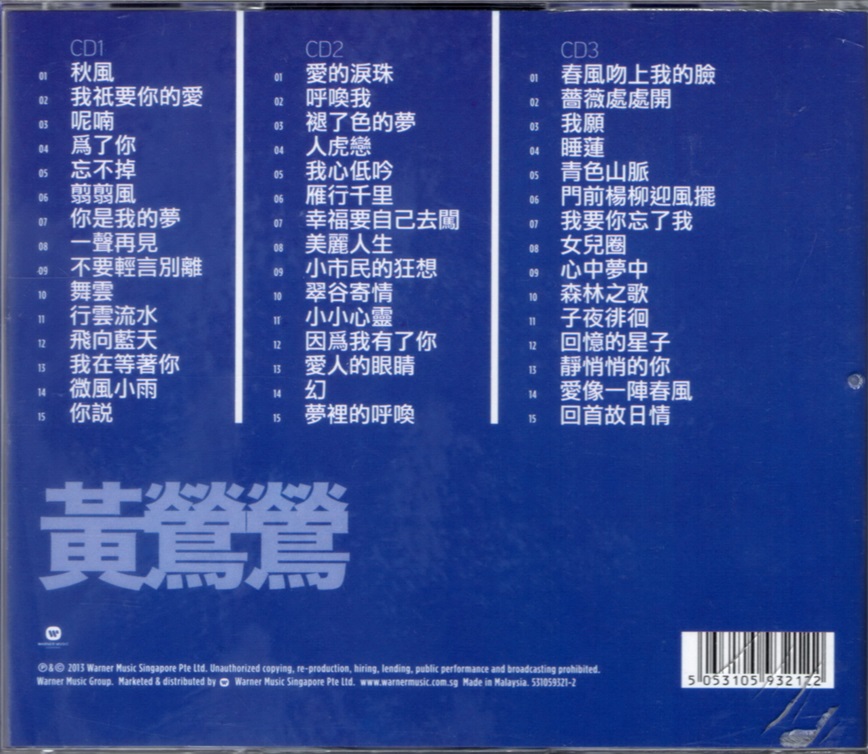 CD1
01 秋風
02 我祇要你的愛
03 呢喃
04 爲了你
05 忘不掉
06 翦翦風
07 你是我的夢
08 一聲再見
09 不要輕言別離
10 舞雲
11 行雲流水
12 飛向藍天
13 我在等著你
14 微風小雨
15 你説
CD2
01 愛的淚珠
02 呼喚我
03 褪了色的夢
04 人虎戀
05 我心低吟
06 雁行千里
07 幸福要自己去闖
08 美麗人生
09 小市民的狂想
10 翠谷寄情
11 小小心靈
12 因爲我有了你
13 愛人的眼睛
14 幻
15 夢裡的呼喚
CD3
01 春風吻上我的臉
02 薔薇處處開
03 我願
04 睡蓮
05 青色山脈
06 門前楊柳迎風擺
07 我要你忘了我
08 女兒圈
09 心中夢中
10 森林之歌
11 子夜徘徊
12 回憶的星子
13 靜悄悄的你
14 愛像一陣春風
15 回首故日情
黃鶯鶯
℗&© 2013 Warner Music Singapore Pte Ltd. Unauthorized copying, re-production, hiring, lending, public performance and broadcasting prohibited.
Warner Music Group. Marketed & distributed by Warner Music Singapore Pte Ltd. www.warnermusic.com.sg Made in Malaysia. 531059321-2
5 053105 932122